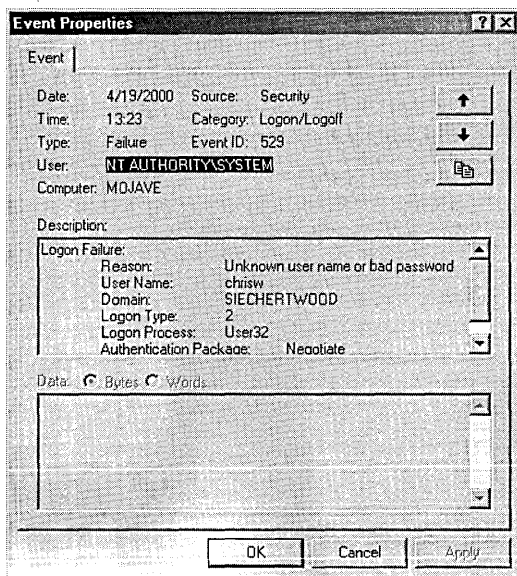 Event Properties
Event
Date: 4/19/2000 Source: Security
Time: 13:23 Category: Logon/Logoff
Type: Failure Event ID: 529
User: NT AUTHORITY\SYSTEM
Computer: MOJAVE
Description:
Logon Failure:
Reason: Unknown user name or bad password
User Name: chrisw
Domain: SIECHERTWOOD
Logon Type: 2
Logon Process: User32
Authentication Package: Negotiate
Data: Bytes Words
OK Cancel Apply